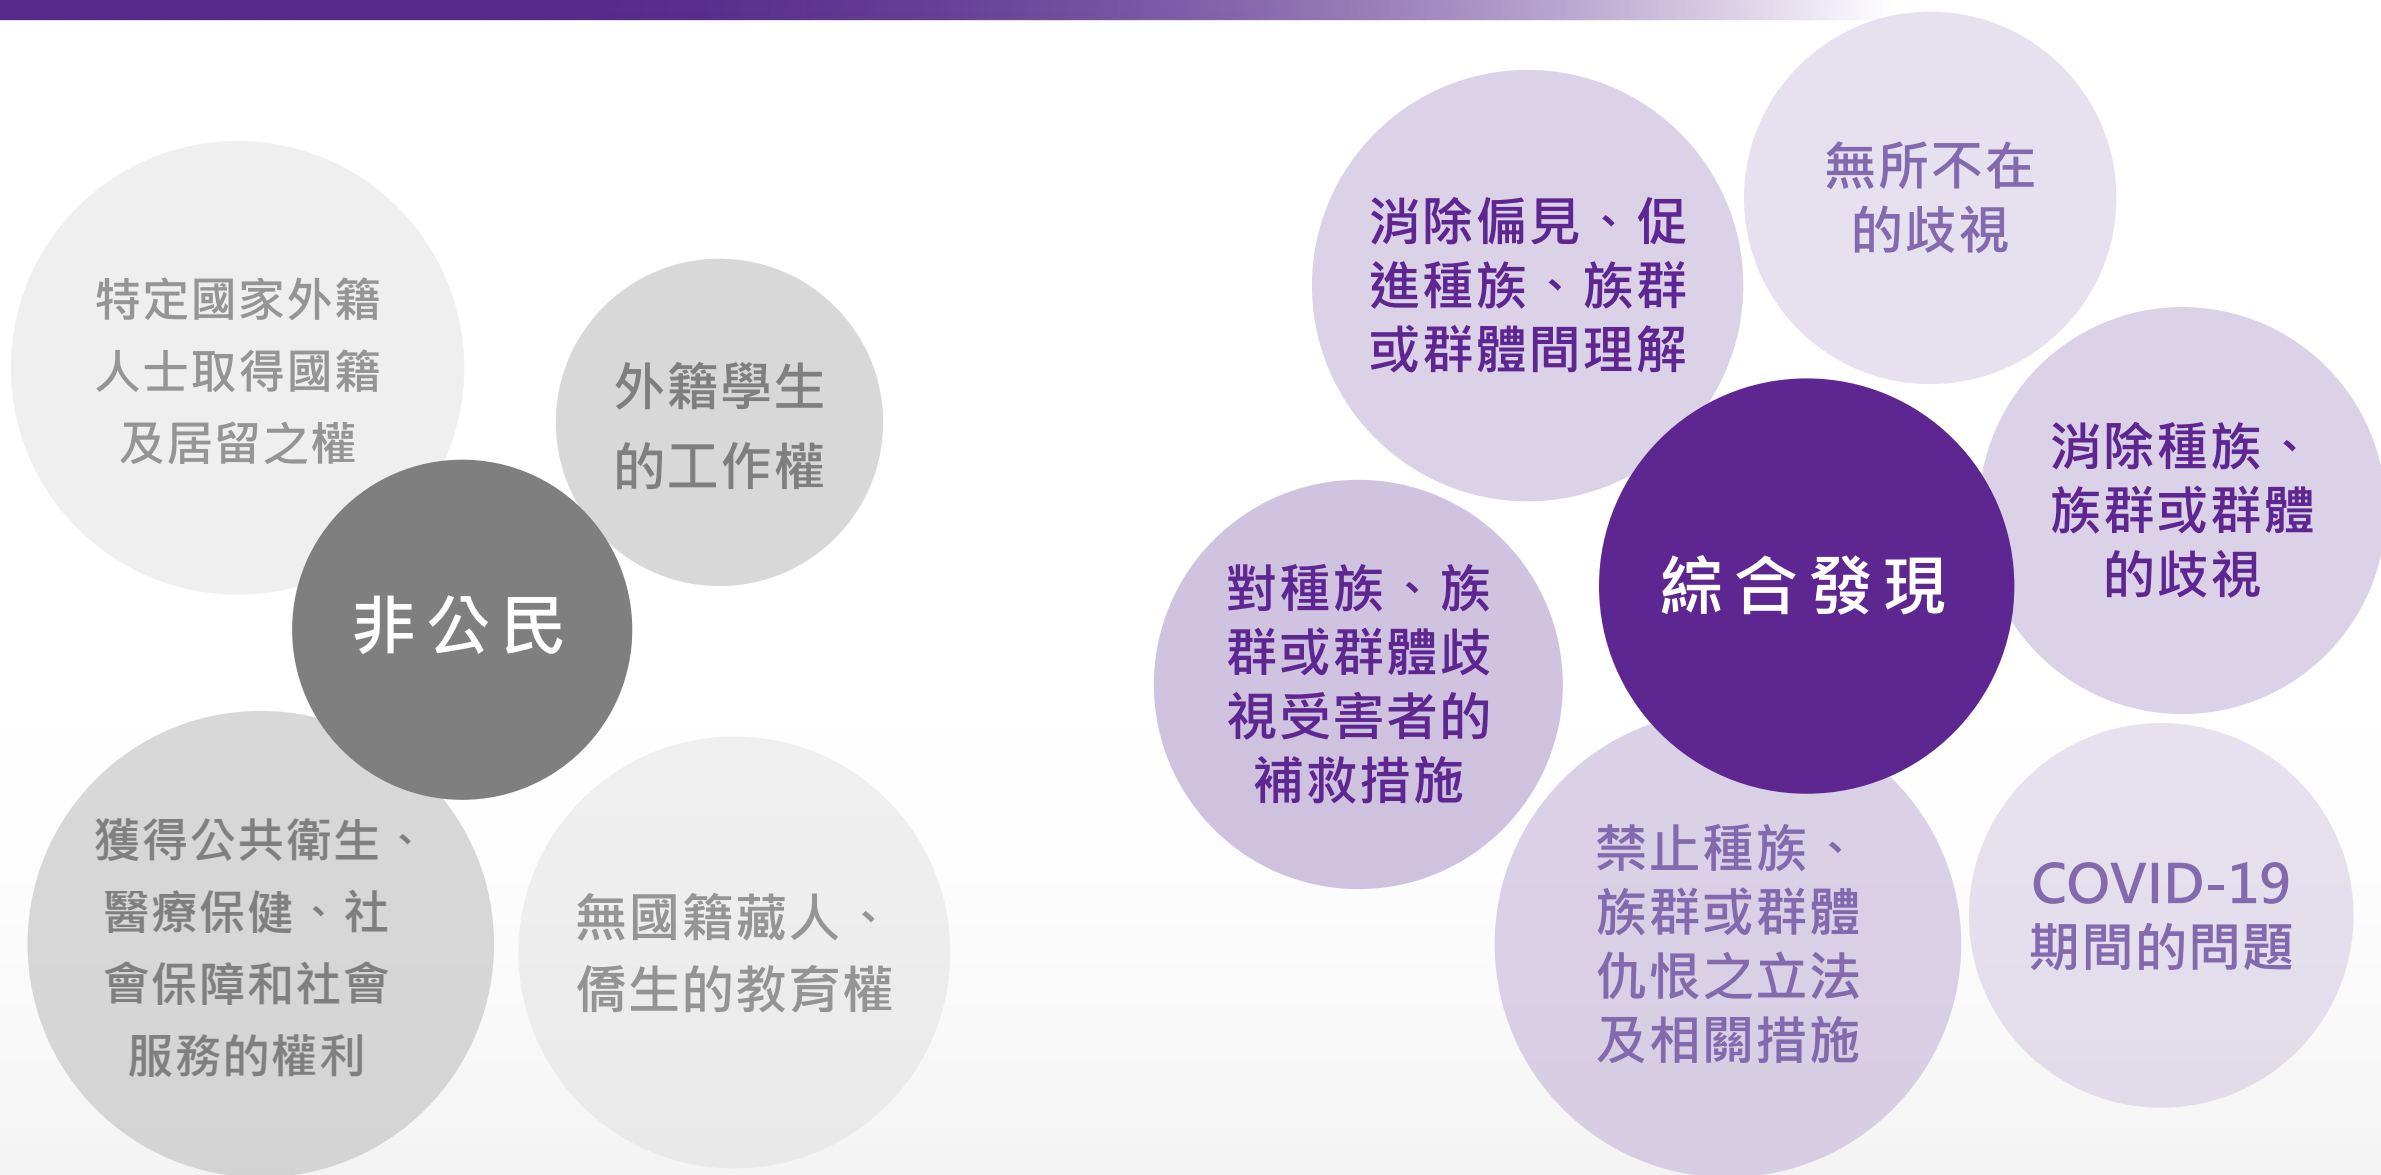 特定國家外籍
人士取得國籍
及居留之權
外籍學生
的工作權
非公民
獲得公共衛生、
醫療保健、社
會保障和社會
服務的權利
無國籍藏人、
僑生的教育權
消除偏見、促
進種族、族群
或群體間理解
無所不在
的歧視
消除種族、
族群或群體
的歧視
綜合發現
對種族、族
群或群體歧
視受害者的
補救措施
禁止種族、
族群或群體
仇恨之立法
及相關措施
COVID-19
期間的問題